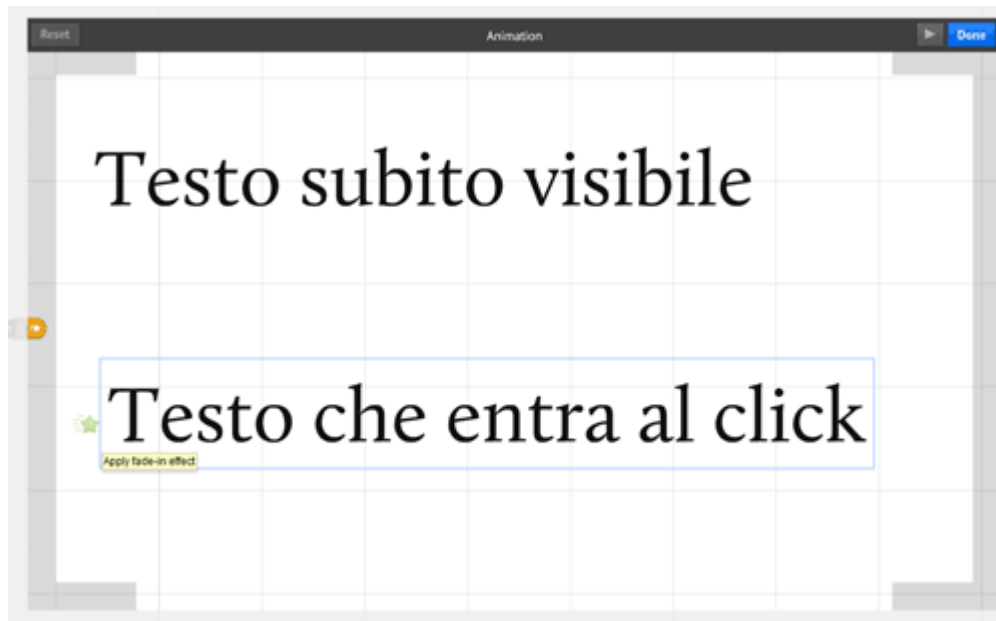 Reset Animation Done
Testo subito visibile
Testo che entra al click
Apply fade-in effect